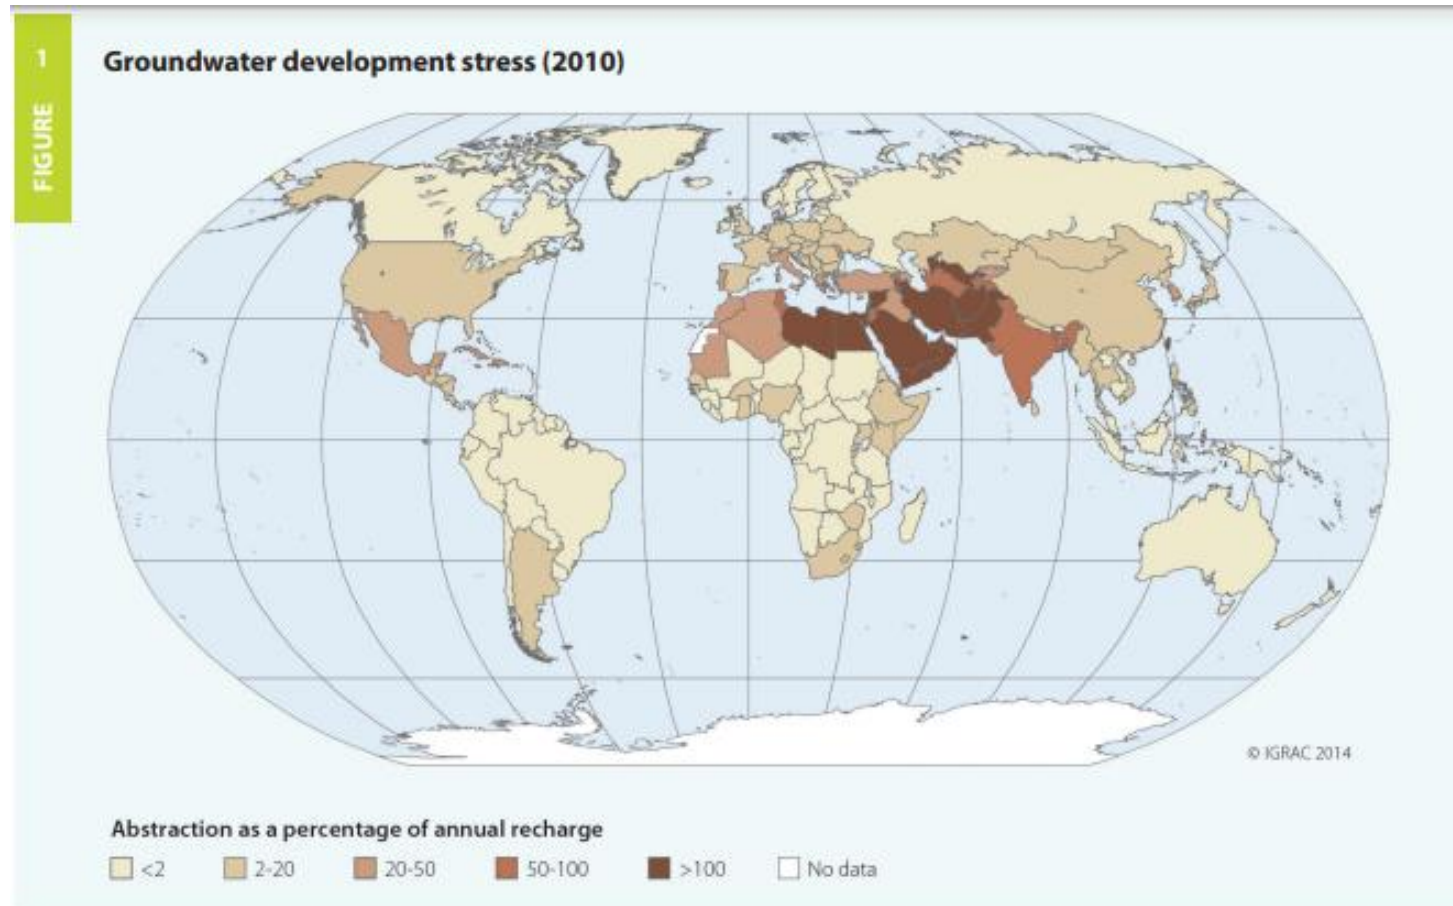 1
FIGURE
Groundwater development stress (2010)
© IGRAC 2014
Abstraction as a percentage of annual recharge
<2 2-20 20-50 50-100 >100 No data